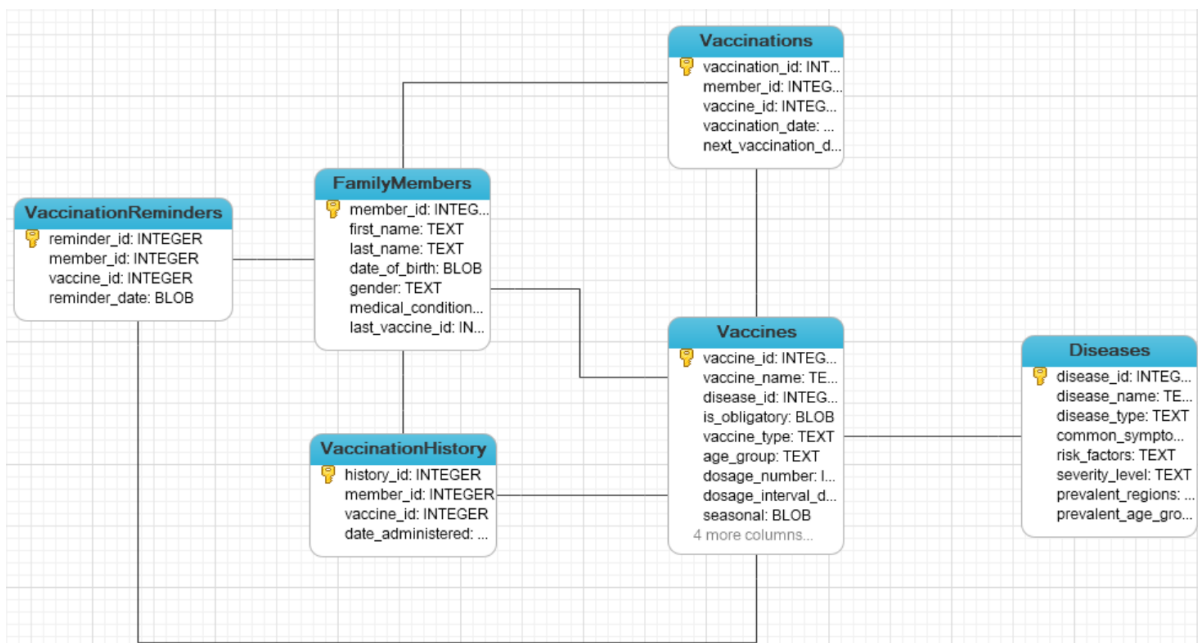 Vaccinations
vaccination_id: INT...
member_id: INTEG...
vaccine_id: INTEG...
vaccination_date: ...
next_vaccination_d...
FamilyMembers
member_id: INTEG...
first_name: TEXT
last_name: TEXT
date_of_birth: BLOB
gender: TEXT
medical_condition...
last_vaccine_id: IN...
VaccinationReminders
reminder_id: INTEGER
member_id: INTEGER
vaccine_id: INTEGER
reminder_date: BLOB
Vaccines
vaccine_id: INTEG...
vaccine_name: TE...
disease_id: INTEG...
is_obligatory: BLOB
vaccine_type: TEXT
age_group: TEXT
dosage_number: I...
dosage_interval_d...
seasonal: BLOB
4 more columns...
Diseases
disease_id: INTEG...
disease_name: TE...
disease_type: TEXT
common_sympto...
risk_factors: TEXT
severity_level: TEXT
prevalent_regions: ...
prevalent_age_gro...
VaccinationHistory
history_id: INTEGER
member_id: INTEGER
vaccine_id: INTEGER
date_administered: ...